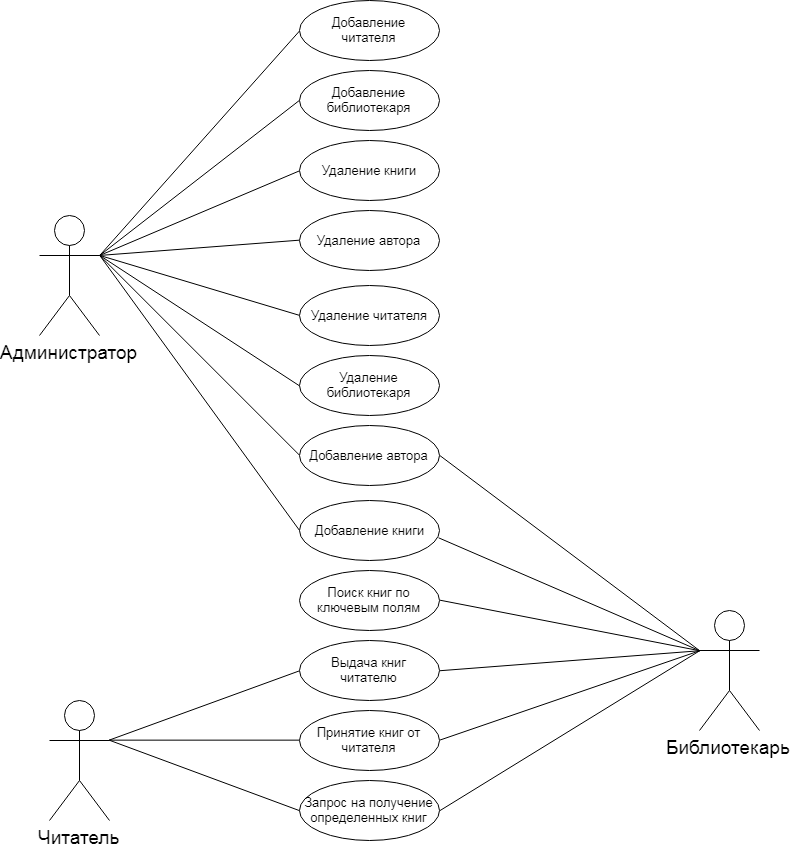 Добавление
читателя
Добавление
библиотекаря
Удаление книги
Удаление автора
Удаление читателя
Администратор
Удаление
библиотекаря
Добавление автора
Добавление книги
Поиск книг по
ключевым полям
Выдача книг
читателю
Принятие книг от
читателя
Библиотекарь
Запрос на получение
определенных книг
Читатель